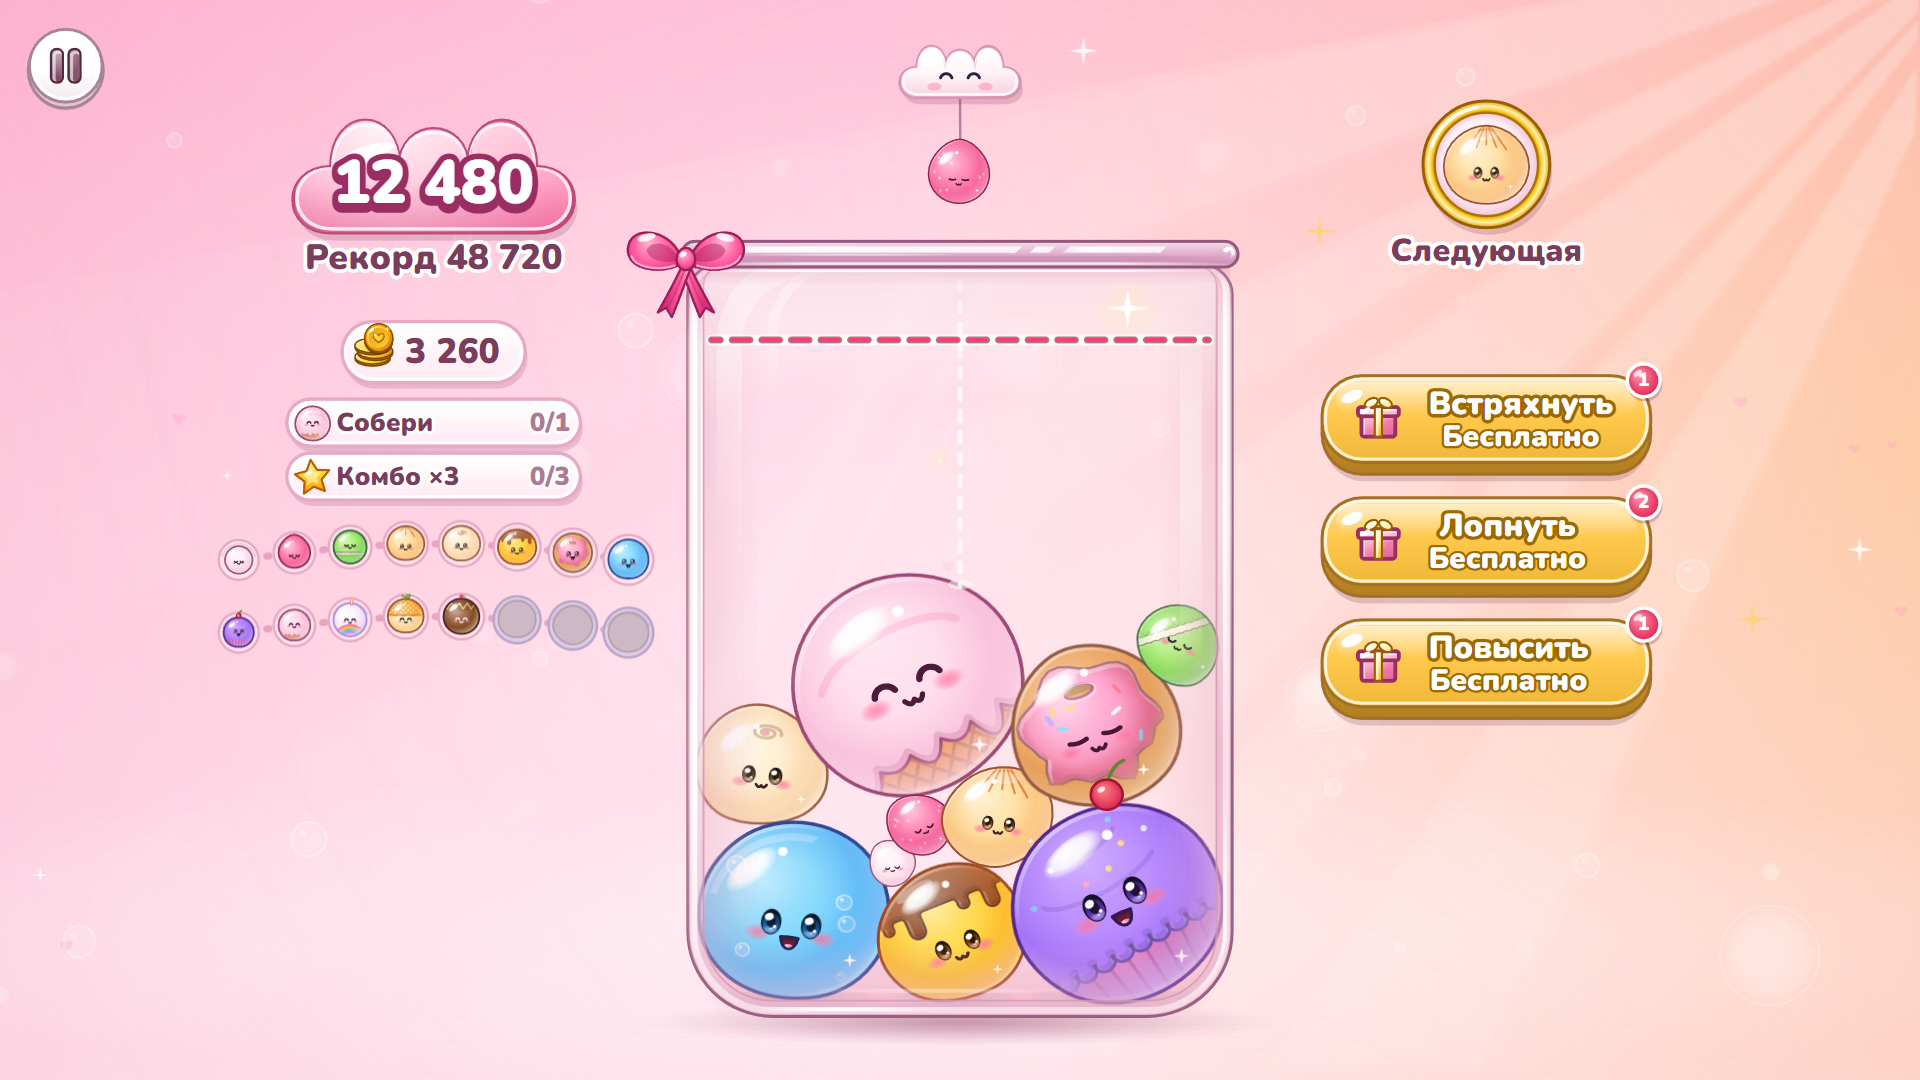 12 480
Рекорд 48 720
3 260
Собери 0/1
Комбо ×3 0/3
Следующая
1
Встряхнуть
Бесплатно
2
Лопнуть
Бесплатно
1
Повысить
Бесплатно